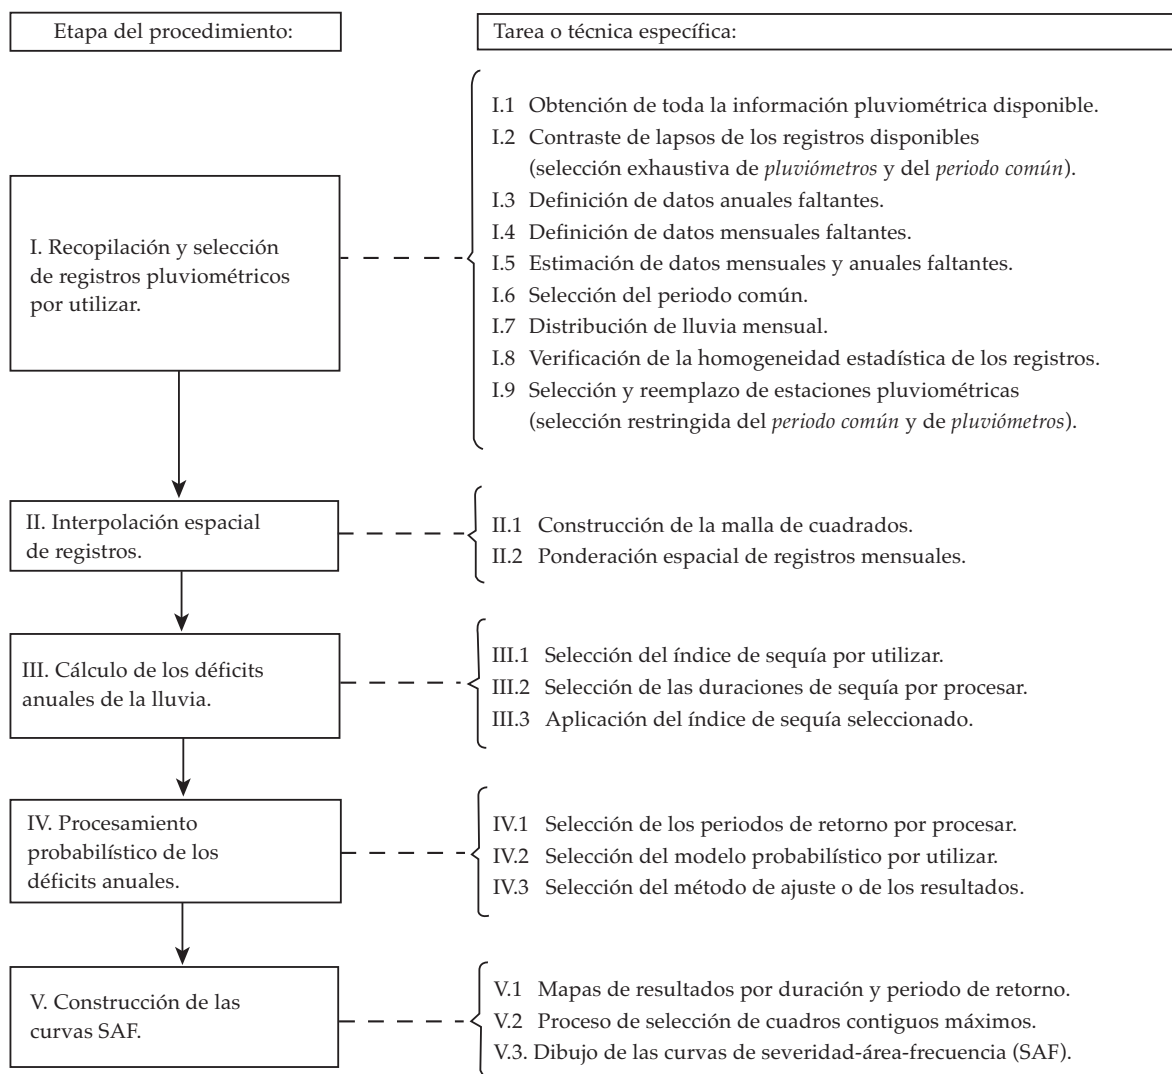 Etapa del procedimiento:
Tarea o técnica específica:
I. Recopilación y selección
de registros pluviométricos
por utilizar.
I.1 Obtención de toda la información pluviométrica disponible.
I.2 Contraste de lapsos de los registros disponibles
(selección exhaustiva de pluviómetros y del periodo común).
I.3 Definición de datos anuales faltantes.
I.4 Definición de datos mensuales faltantes.
I.5 Estimación de datos mensuales y anuales faltantes.
I.6 Selección del periodo común.
I.7 Distribución de lluvia mensual.
I.8 Verificación de la homogeneidad estadística de los registros.
I.9 Selección y reemplazo de estaciones pluviométricas
(selección restringida del periodo común y de pluviómetros).
II. Interpolación espacial
de registros.
II.1 Construcción de la malla de cuadrados.
II.2 Ponderación espacial de registros mensuales.
III. Cálculo de los déficits
anuales de la lluvia.
III.1 Selección del índice de sequía por utilizar.
III.2 Selección de las duraciones de sequía por procesar.
III.3 Aplicación del índice de sequía seleccionado.
IV. Procesamiento
probabilístico de los
déficits anuales.
IV.1 Selección de los periodos de retorno por procesar.
IV.2 Selección del modelo probabilístico por utilizar.
IV.3 Selección del método de ajuste o de los resultados.
V. Construcción de las
curvas SAF.
V.1 Mapas de resultados por duración y periodo de retorno.
V.2 Proceso de selección de cuadros contiguos máximos.
V.3. Dibujo de las curvas de severidad-área-frecuencia (SAF).